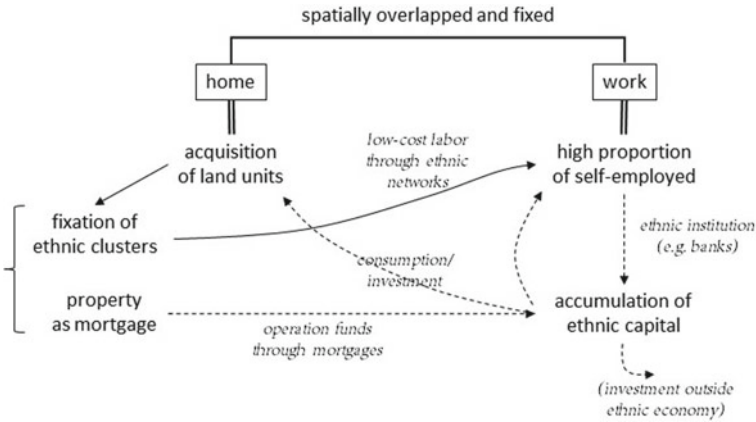 spatially overlapped and fixed
home
work
acquisition
of land units
low-cost labor
through ethnic
networks
high proportion
of self-employed
fixation of
ethnic clusters
ethnic institution
(e.g. banks)
consumption/
investment
property
as mortgage
accumulation of
ethnic capital
operation funds
through mortgages
(investment outside
ethnic economy)